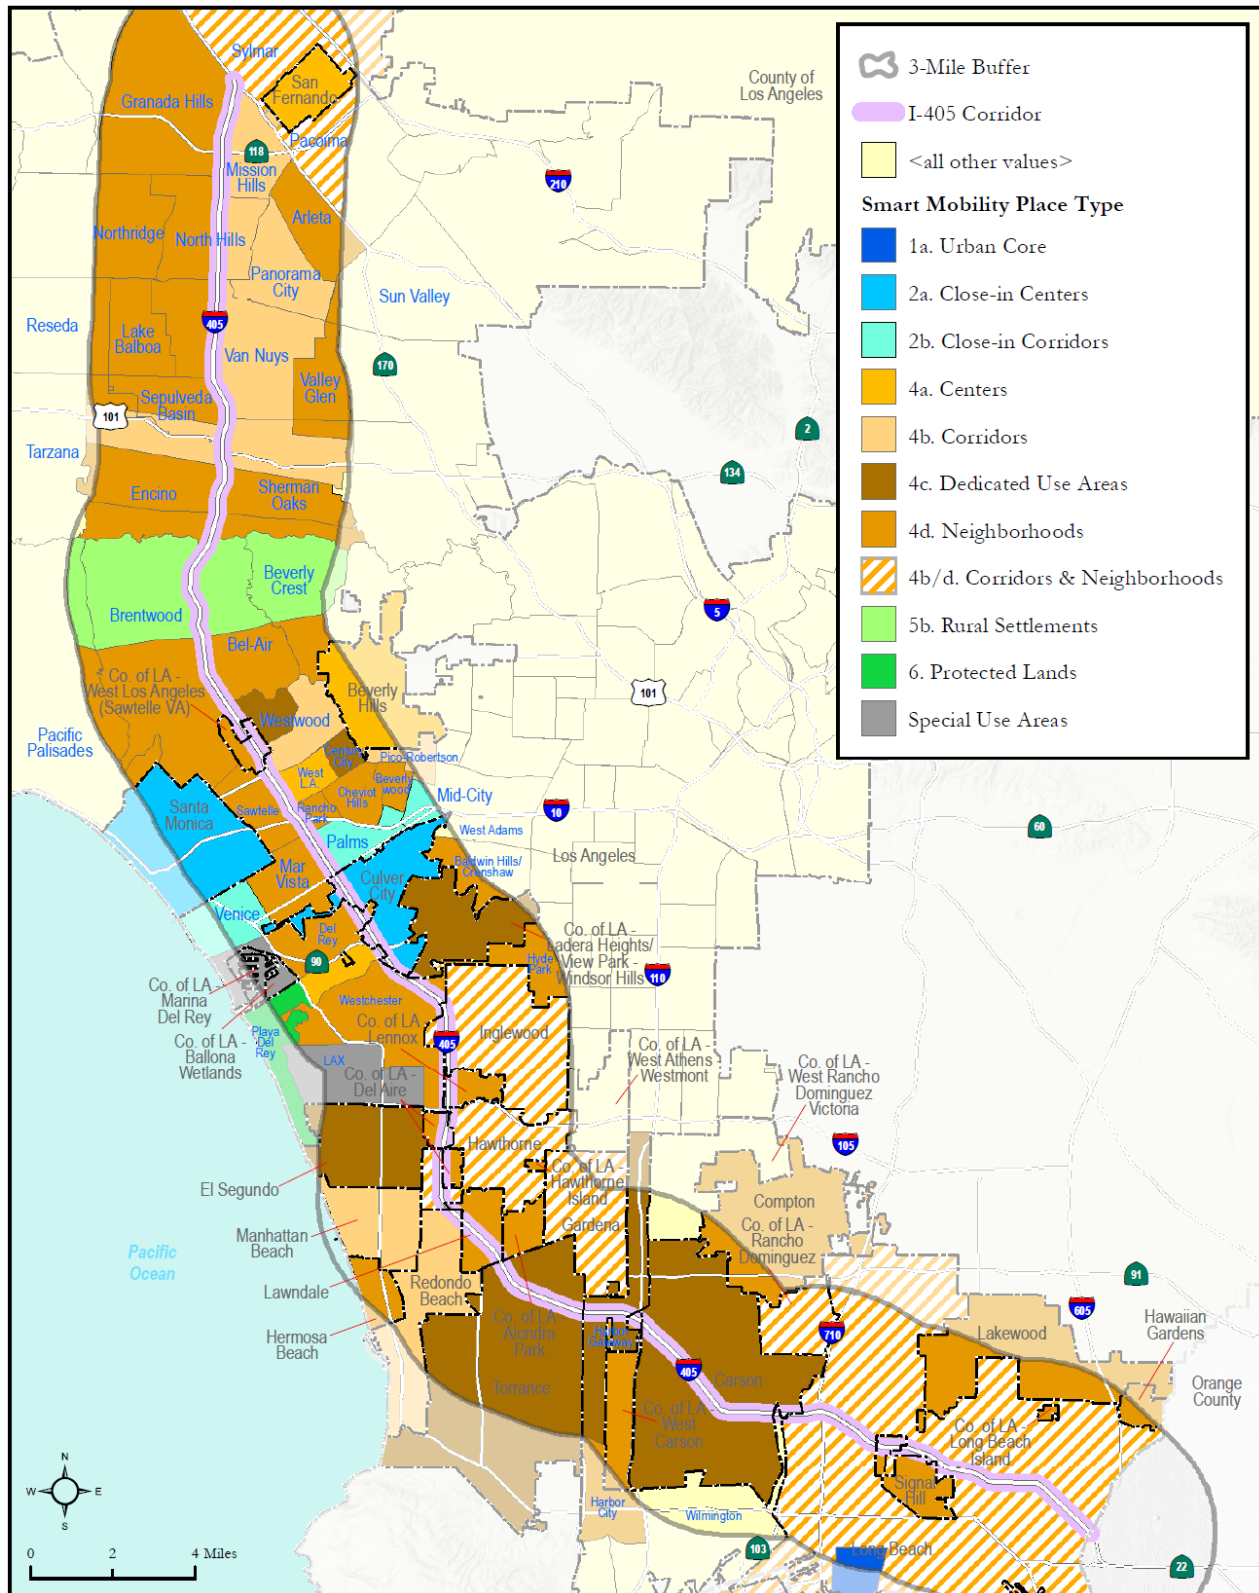 3-Mile Buffer
I-405 Corridor
<all other values>
Smart Mobility Place Type
1a. Urban Core
2a. Close-in Centers
2b. Close-in Corridors
4a. Centers
4b. Corridors
4c. Dedicated Use Areas
4d. Neighborhoods
4b/d. Corridors & Neighborhoods
5b. Rural Settlements
6. Protected Lands
Special Use Areas
Sylmar
San
Fernando
County of
Los Angeles
Granada Hills
Pacoima
118
Mission
Hills
210
Arleta
Northridge
North Hills
Panorama
City
Sun Valley
Reseda
405
Lake
Balboa
Van Nuys
170
Valley
Glen
Sepulveda
Basin
101
2
Tarzana
134
Encino
Sherman
Oaks
Beverly
Crest
5
Brentwood
Bel-Air
Co. of LA -
West Los Angeles
(Sawtelle VA)
Beverly
Hills
101
Westwood
Pacific
Palisades
Century
City
Pico-Robertson
West
L.A.
Beverly
wood
Cheviot
Hills
Mid-City
Santa
Monica
Sawtelle
Rancho
Park
10
60
West Adams
Palms
Los Angeles
Mar
Vista
Culver
City
Baldwin Hills/
Crenshaw
Venice
Del
Rey
Co. of LA -
Ladera Heights/
View Park -
Windsor Hills
90
Hyde
Park
110
Co. of LA -
Marina
Del Rey
Westchester
Co. of LA -
Lennox
Inglewood
Playa
Del
Rey
Co. of LA -
Ballona
Wetlands
405
LAX
Co. of LA -
Del Aire
Co. of LA -
West Athens -
Westmont
Co. of LA -
West Rancho
Dominguez
Victoria
105
Hawthorne
El Segundo
Co. of LA -
Hawthorne
Island
Compton
Gardena
Manhattan
Beach
Co. of LA -
Rancho
Dominguez
Pacific
Ocean
Lawndale
Redondo
Beach
91
605
Hawaiian
Gardens
Hermosa
Beach
Co. of LA -
Alondra
Park
Harbor
Gateway
710
Lakewood
405
Torrance
Carson
Orange
County
Co. of LA -
West
Carson
Co. of LA -
Long Beach
Island
Signal
Hill
Harbor
City
Wilmington
103
Long Beach
22
N
W
E
S
0
2
4 Miles